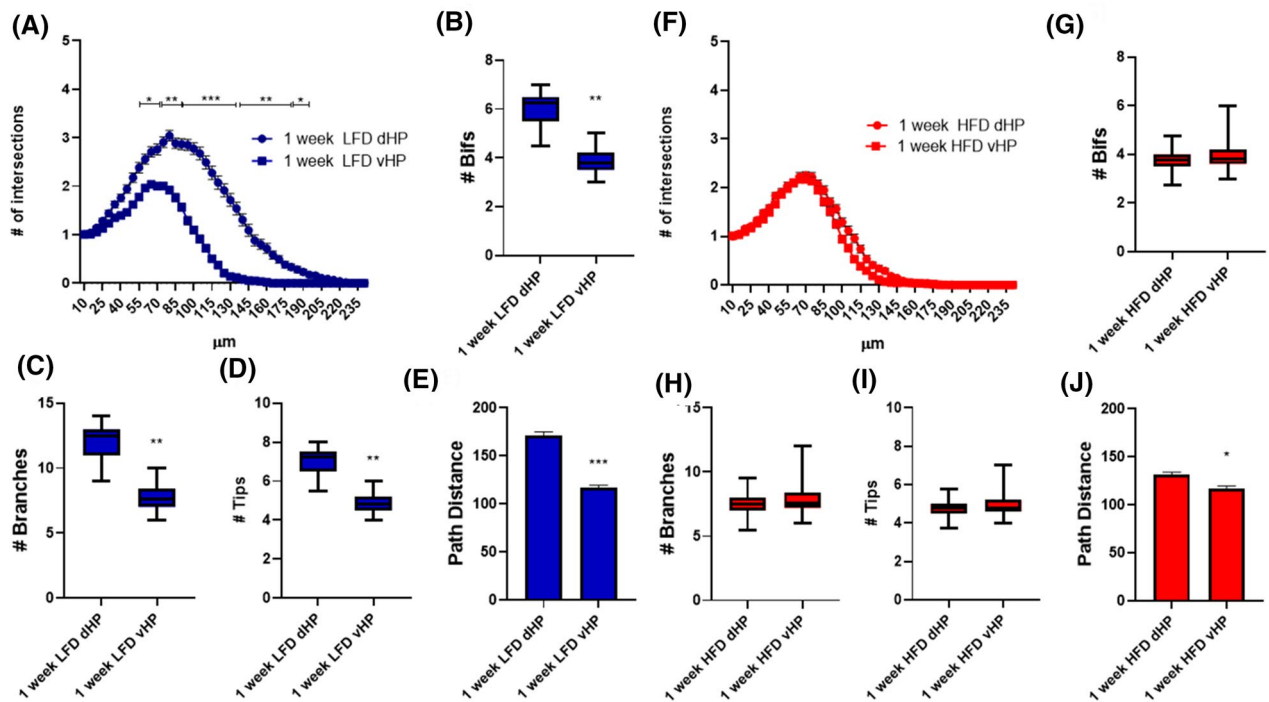 (A)
5
4
3
2
1
0
# of intersections
* ** *** ** *
1 week LFD dHP
1 week LFD vHP
10 25 40 55 70 85 100 115 130 145 160 175 190 205 220 235
µm
(B)
8
6
4
2
0
# Bifs
**
1 week LFD dHP
1 week LFD vHP
(F)
5
4
3
2
1
0
# of intersections
1 week HFD dHP
1 week HFD vHP
10 25 40 55 70 85 100 115 130 145 160 175 190 205 220 235
µm
(G)
8
6
4
2
0
# Bifs
1 week HFD dHP
1 week HFD vHP
(C)
15
10
5
0
# Branches
**
1 week LFD dHP
1 week LFD vHP
(D)
10
8
6
4
2
0
# Tips
**
1 week LFD dHP
1 week LFD vHP
(E)
200
150
100
50
0
Path Distance
***
1 week LFD dHP
1 week LFD vHP
(H)
15
10
5
0
# Branches
1 week HFD dHP
1 week HFD vHP
(I)
10
8
6
4
2
0
# Tips
1 week HFD dHP
1 week HFD vHP
(J)
200
150
100
50
0
Path Distance
*
1 week HFD dHP
1 week HFD vHP